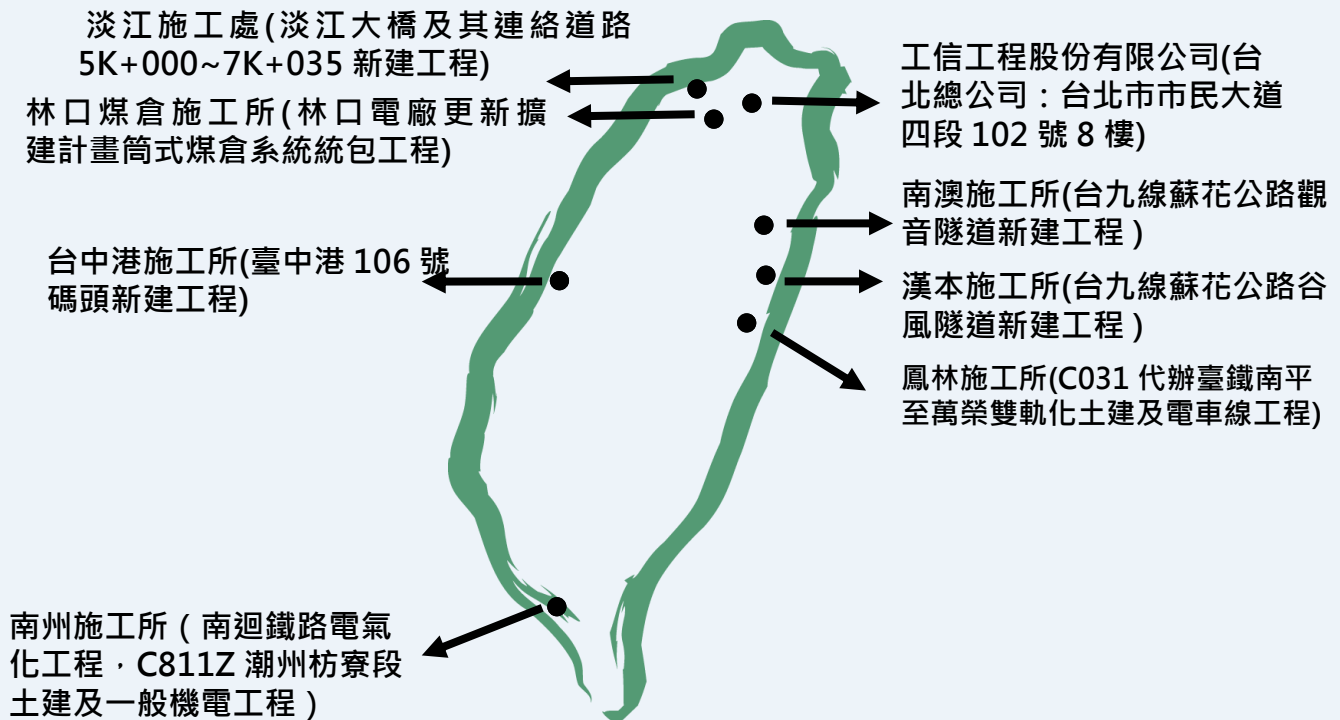 淡江施工處(淡江大橋及其連絡道路
5K+000~7K+035 新建工程)
林口煤倉施工所(林口電廠更新擴
建計畫筒式煤倉系統統包工程)
台中港施工所(臺中港 106 號
碼頭新建工程)
南州施工所（南迴鐵路電氣
化工程，C811Z 潮州枋寮段
土建及一般機電工程）
工信工程股份有限公司(台
北總公司：台北市市民大道
四段 102 號 8 樓)
南澳施工所(台九線蘇花公路觀
音隧道新建工程 )
漢本施工所(台九線蘇花公路谷
風隧道新建工程 )
鳳林施工所(C031 代辦臺鐵南平
至萬榮雙軌化土建及電車線工程)